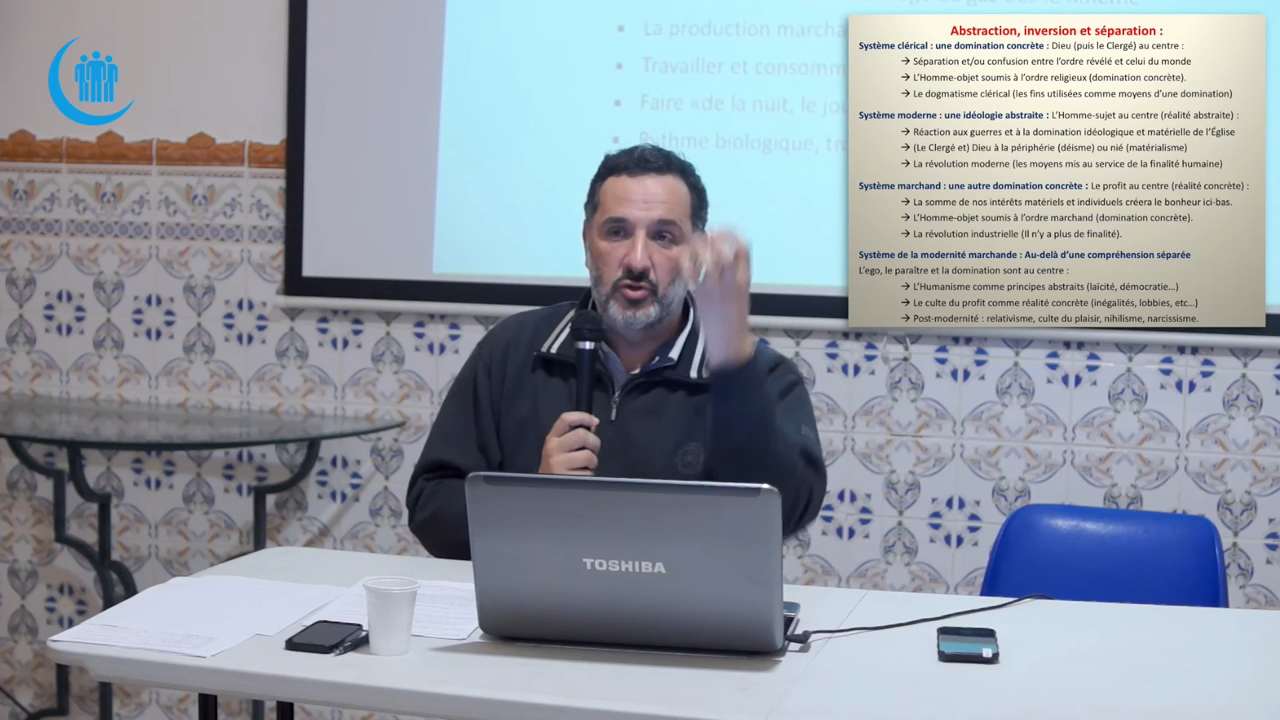 La production marcha
Travailler et consomm
Faire «de la nuit, le jou
Rythme biologique, tr
Abstraction, inversion et séparation :
Système clérical : une domination concrète : Dieu (puis le Clergé) au centre :
→ Séparation et/ou confusion entre l'ordre révélé et celui du monde
→ L'Homme-objet soumis à l'ordre religieux (domination concrète).
→ Le dogmatisme clérical (les fins utilisées comme moyens d'une domination)
Système moderne : une idéologie abstraite : L'Homme-sujet au centre (réalité abstraite) :
→ Réaction aux guerres et à la domination idéologique et matérielle de l'Église
→ (Le Clergé et) Dieu à la périphérie (déisme) ou nié (matérialisme)
→ La révolution moderne (les moyens mis au service de la finalité humaine)
Système marchand : une autre domination concrète : Le profit au centre (réalité concrète) :
→ La somme de nos intérêts matériels et individuels créera le bonheur ici-bas.
→ L'Homme-objet soumis à l'ordre marchand (domination concrète).
→ La révolution industrielle (Il n'y a plus de finalité).
Système de la modernité marchande : Au-delà d'une compréhension séparée
L'ego, le paraître et la domination sont au centre :
→ L'Humanisme comme principes abstraits (laïcité, démocratie…)
→ Le culte du profit comme réalité concrète (inégalités, lobbies, etc…)
→ Post-modernité : relativisme, culte du plaisir, nihilisme, narcissisme.
TOSHIBA